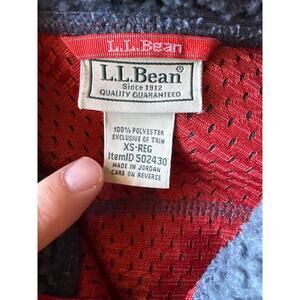 L.L.Bean
L.L.Bean
Since 1912
QUALITY GUARANTEED
100% POLYESTER
EXCLUSIVE OF TRIM
XS-REG
ItemID 502430
MADE IN JORDAN
CARE ON REVERSE